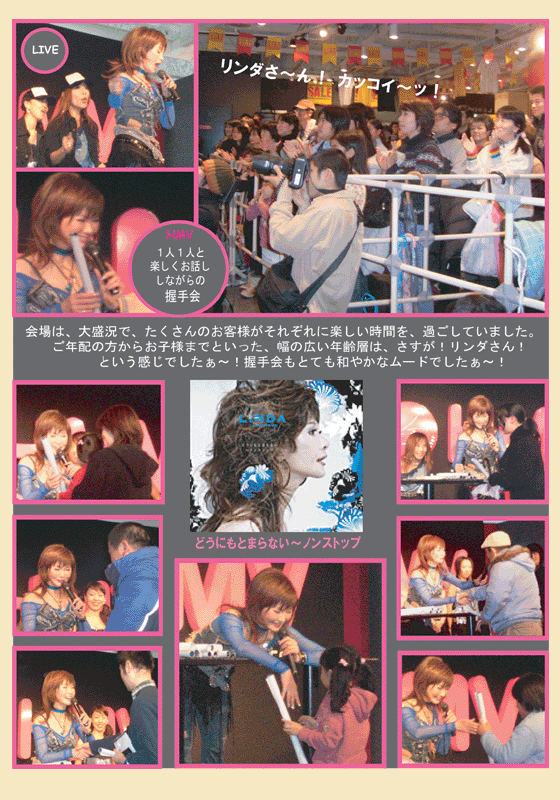 LIVE
リンダさ〜ん！ カッコイ〜ッ！
SALE
HMV
1人1人と
楽しくお話し
しながらの
握手会
会場は、大盛況で、たくさんのお客様がそれぞれに楽しい時間を、過ごしていました。
ご年配の方からお子様までといった、幅の広い年齢層は、さすが！リンダさん！
という感じでしたぁ〜！握手会もとても和やかなムードでしたぁ〜！
LINDA
どうにもとまらない〜ノンストップ